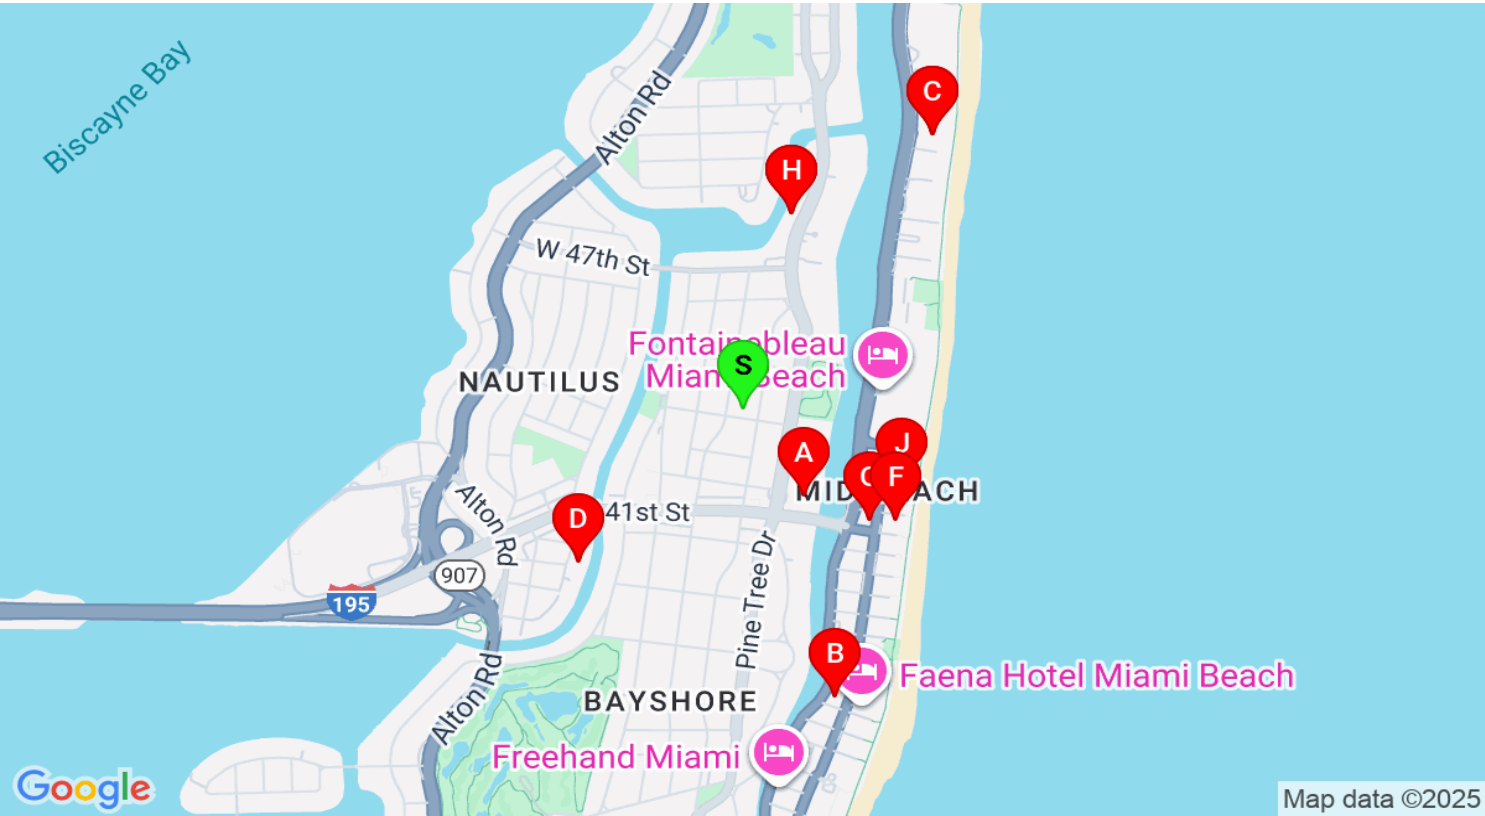 Biscayne Bay
Alton Rd
C
H
W 47th St
Fontainebleau
Miami Beach
S
NAUTILUS
J
A
F
MID BEACH
Alton Rd
D
41st St
907
195
Pine Tree Dr
B
Faena Hotel Miami Beach
Alton Rd
BAYSHORE
Freehand Miami
Google
Map data ©2025